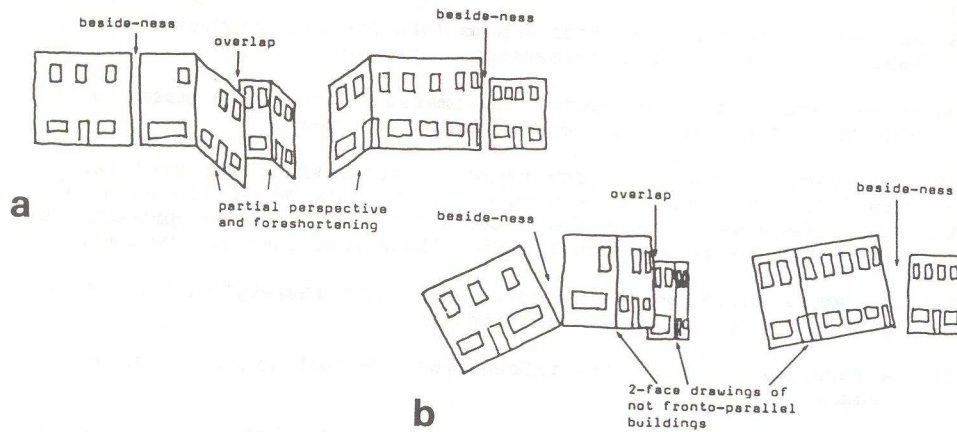 beside-ness
overlap
beside-ness
a
partial perspective
and foreshortening
beside-ness
overlap
beside-ness
b
2-face drawings of
not fronto-parallel
buildings